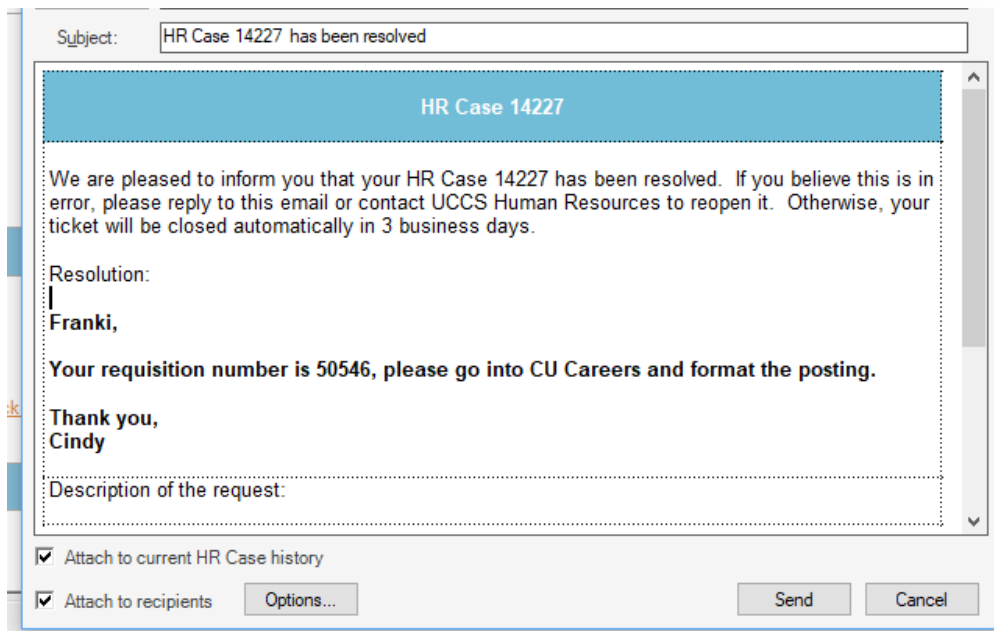 Subject:
HR Case 14227 has been resolved
HR Case 14227
We are pleased to inform you that your HR Case 14227 has been resolved.  If you believe this is in
error, please reply to this email or contact UCCS Human Resources to reopen it.  Otherwise, your
ticket will be closed automatically in 3 business days.
Resolution:
Franki,
Your requisition number is 50546, please go into CU Careers and format the posting.
Thank you,
Cindy
Description of the request:
Attach to current HR Case history
Attach to recipients
Options...
Send
Cancel